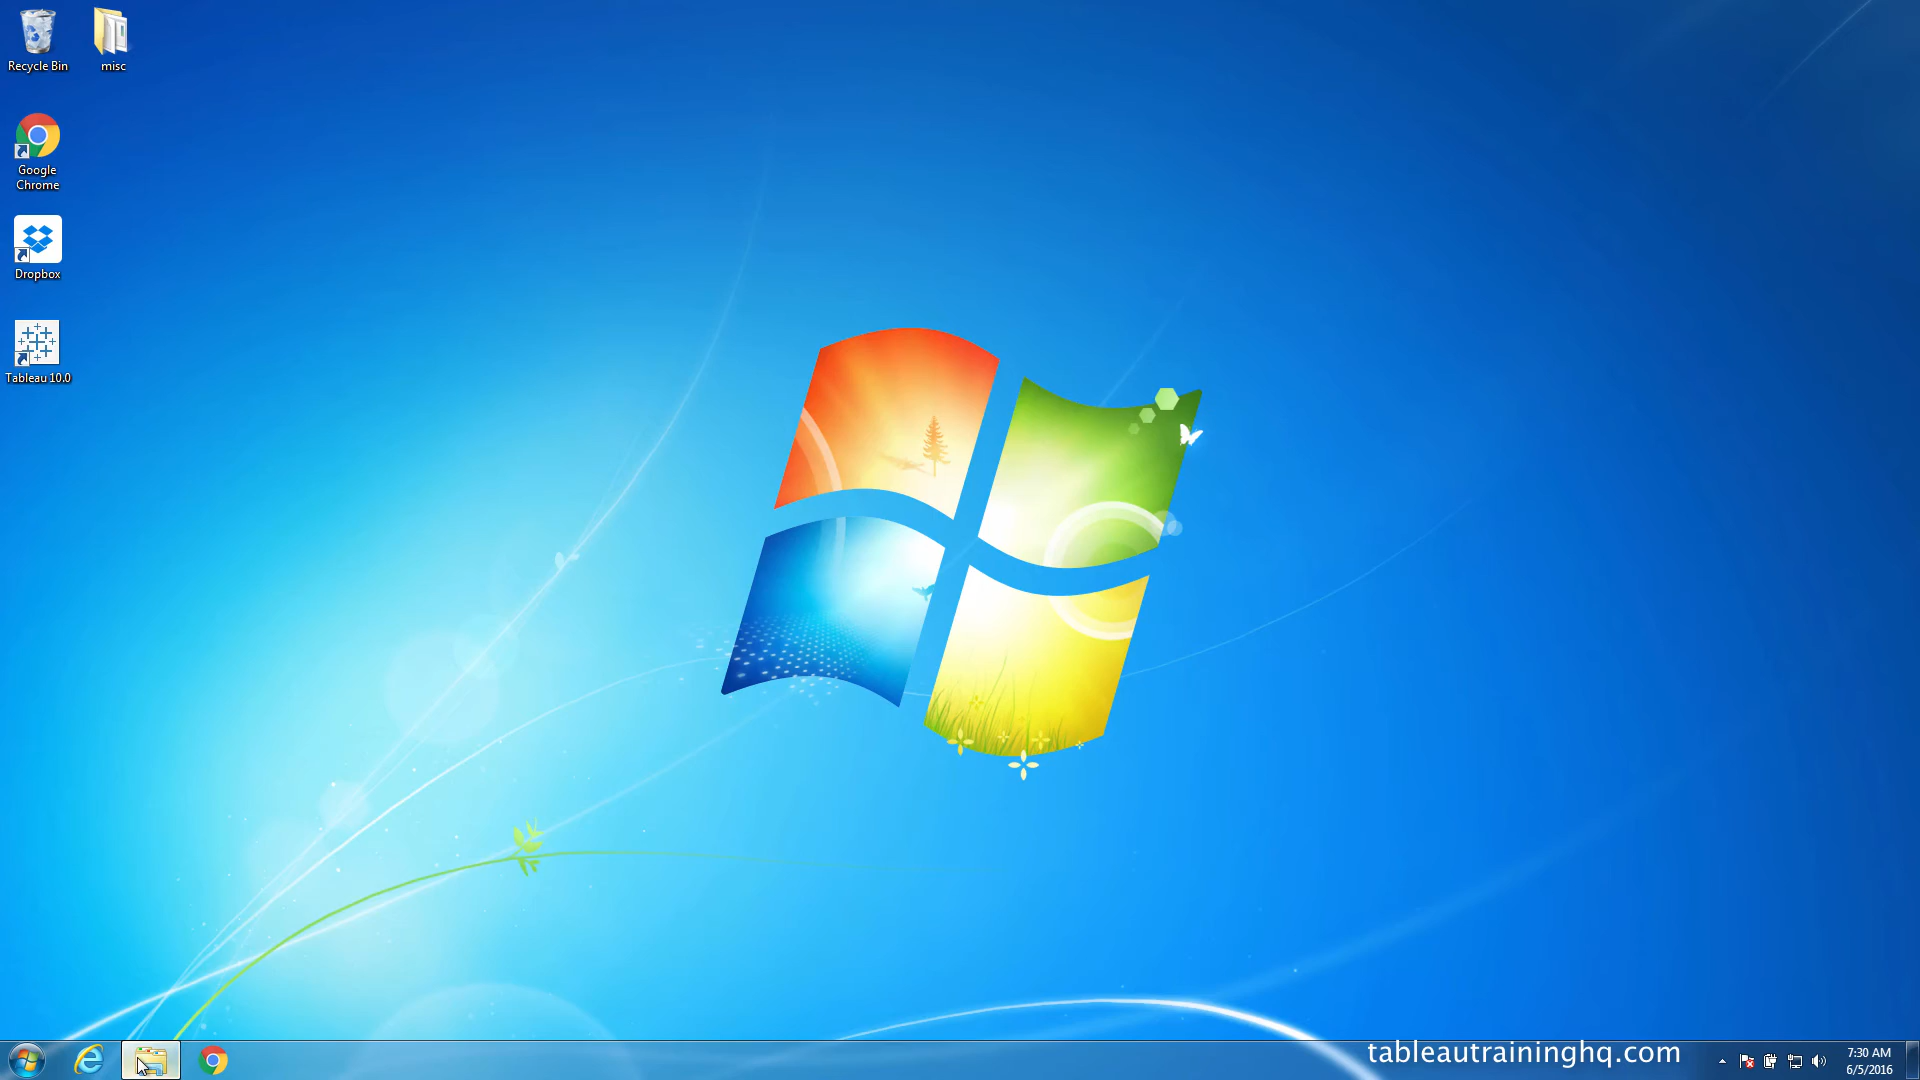 Recycle Bin
misc
Google
Chrome
Dropbox
Tableau 10.0
tableautraininghq.com
7:30 AM
6/5/2016